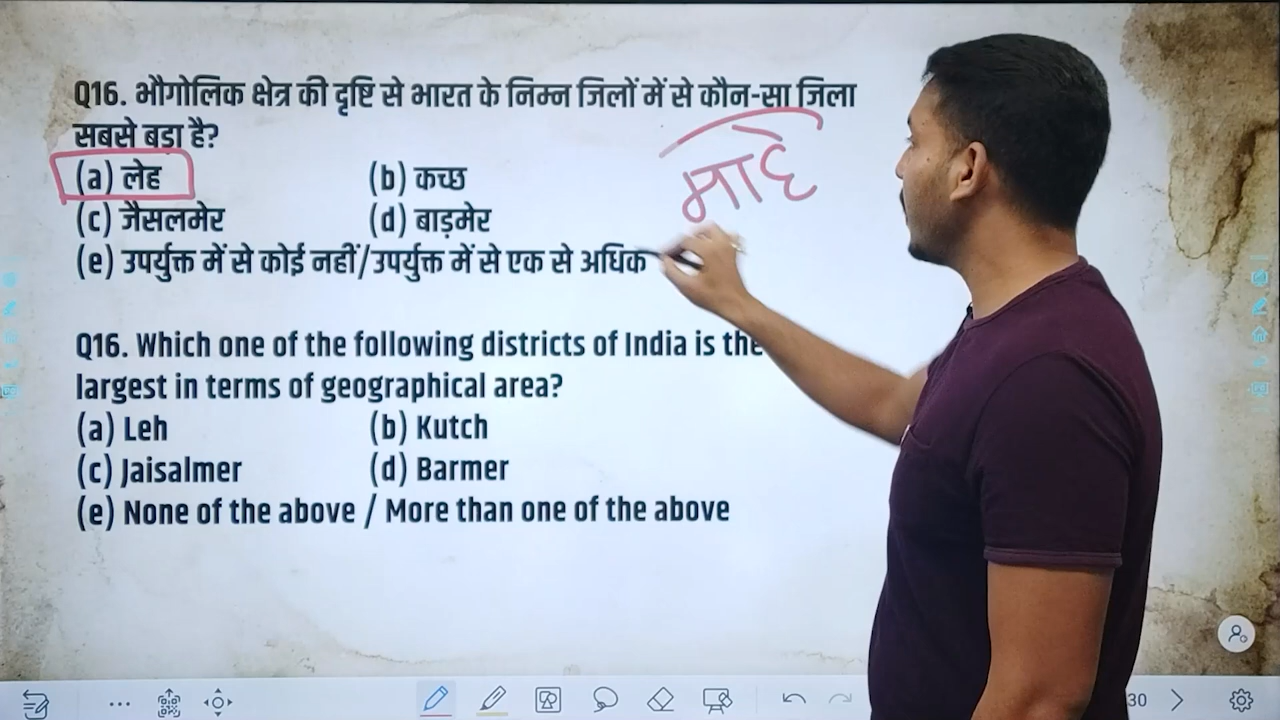 Q16. भौगोलिक क्षेत्र की दृष्टि से भारत के निम्न जिलों में से कौन-सा जिला
सबसे बडा है?
(a) लेह (b) कच्छ
(c) जैसलमेर (d) बाड़मेर
(e) उपर्युक्त में से कोई नहीं/उपर्युक्त में से एक से अधिक
माहे
Q16. Which one of the following districts of India is the
largest in terms of geographical area?
(a) Leh (b) Kutch
(c) Jaisalmer (d) Barmer
(e) None of the above / More than one of the above
30